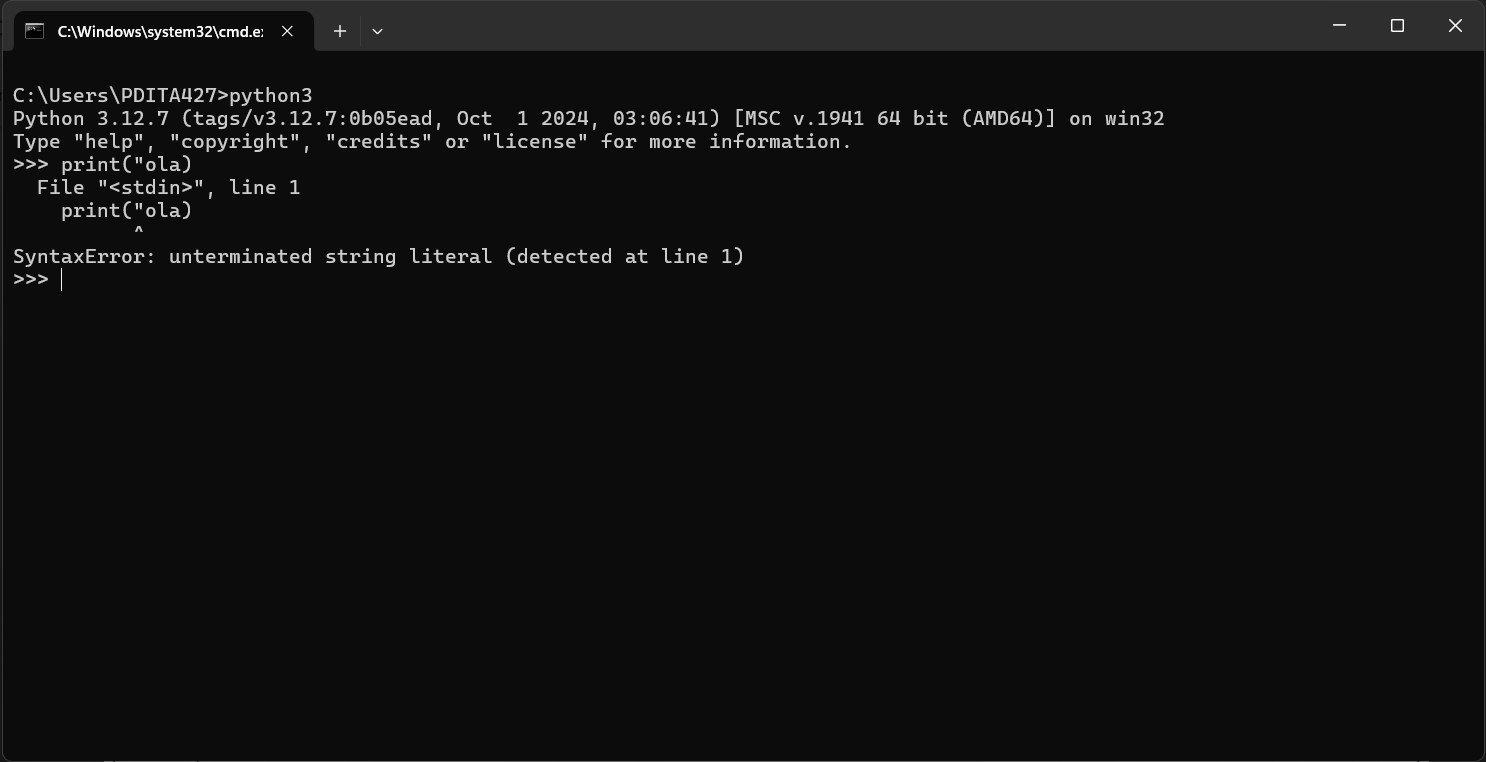 C:\Windows\system32\cmd.e
C:\Users\PDITA427>python3
Python 3.12.7 (tags/v3.12.7:0b05ead, Oct  1 2024, 03:06:41) [MSC v.1941 64 bit (AMD64)] on win32
Type "help", "copyright", "credits" or "license" for more information.
>>> print("ola)
  File "<stdin>", line 1
    print("ola)
          ^
SyntaxError: unterminated string literal (detected at line 1)
>>>